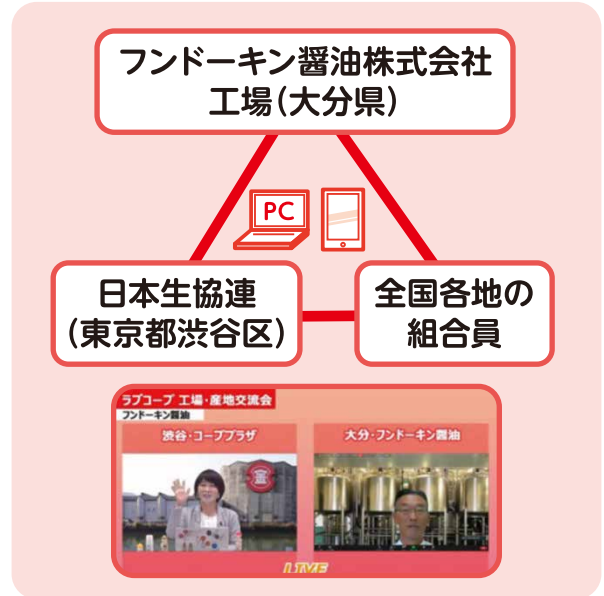 フンドーキン醤油株式会社
工場(大分県)
PC
日本生協連
(東京都渋谷区)
全国各地の
組合員
ラブコープ 工場・産地交流会
フンドーキン醤油
渋谷・コーププラザ
大分・フンドーキン醤油
LIVE